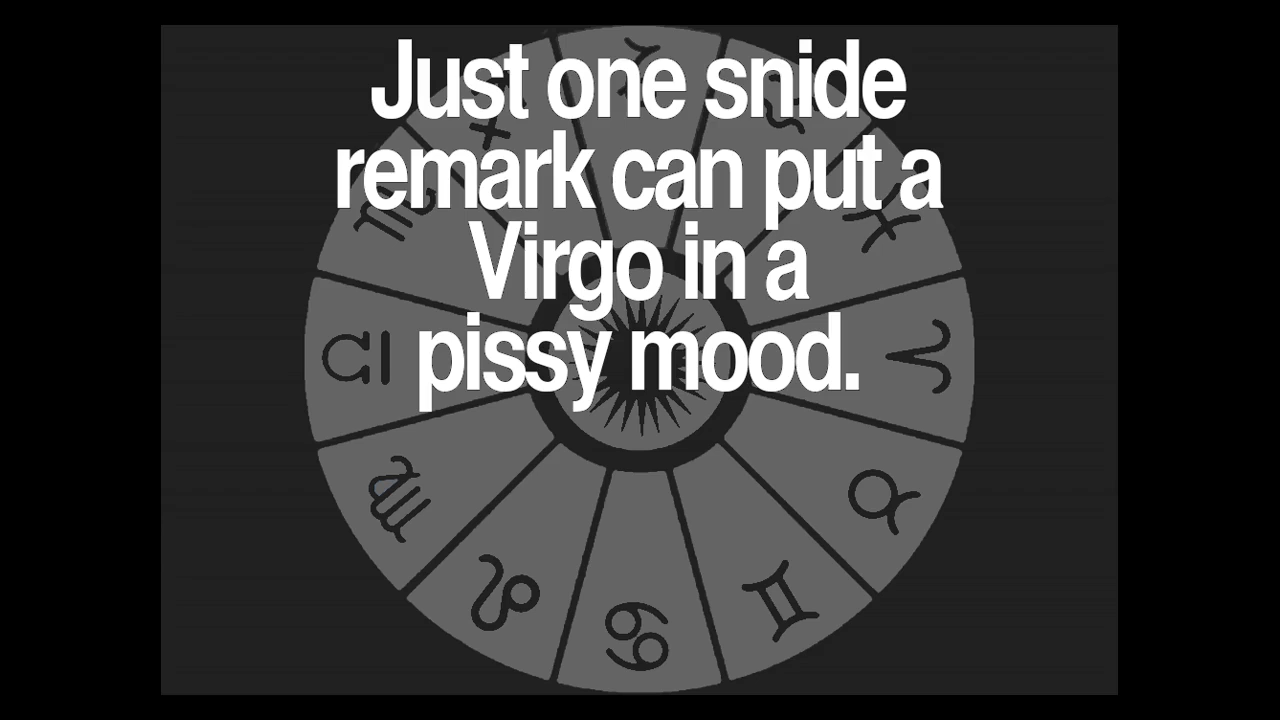 Just one snide
remark can put a
Virgo in a
pissy mood.